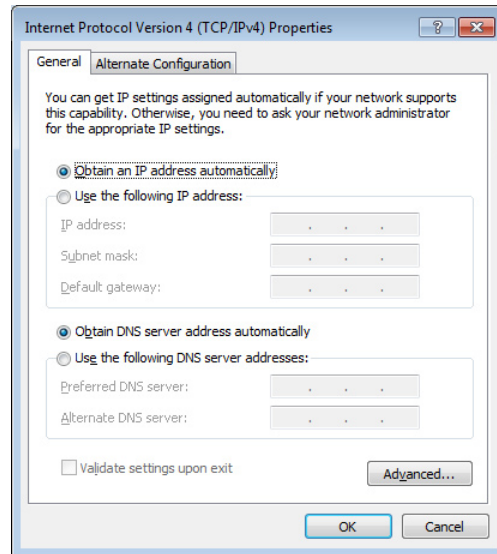 Internet Protocol Version 4 (TCP/IPv4) Properties
General
Alternate Configuration
You can get IP settings assigned automatically if your network supports
this capability. Otherwise, you need to ask your network administrator
for the appropriate IP settings.
Obtain an IP address automatically
Use the following IP address:
IP address:
Subnet mask:
Default gateway:
Obtain DNS server address automatically
Use the following DNS server addresses:
Preferred DNS server:
Alternate DNS server:
Validate settings upon exit
Advanced...
OK
Cancel